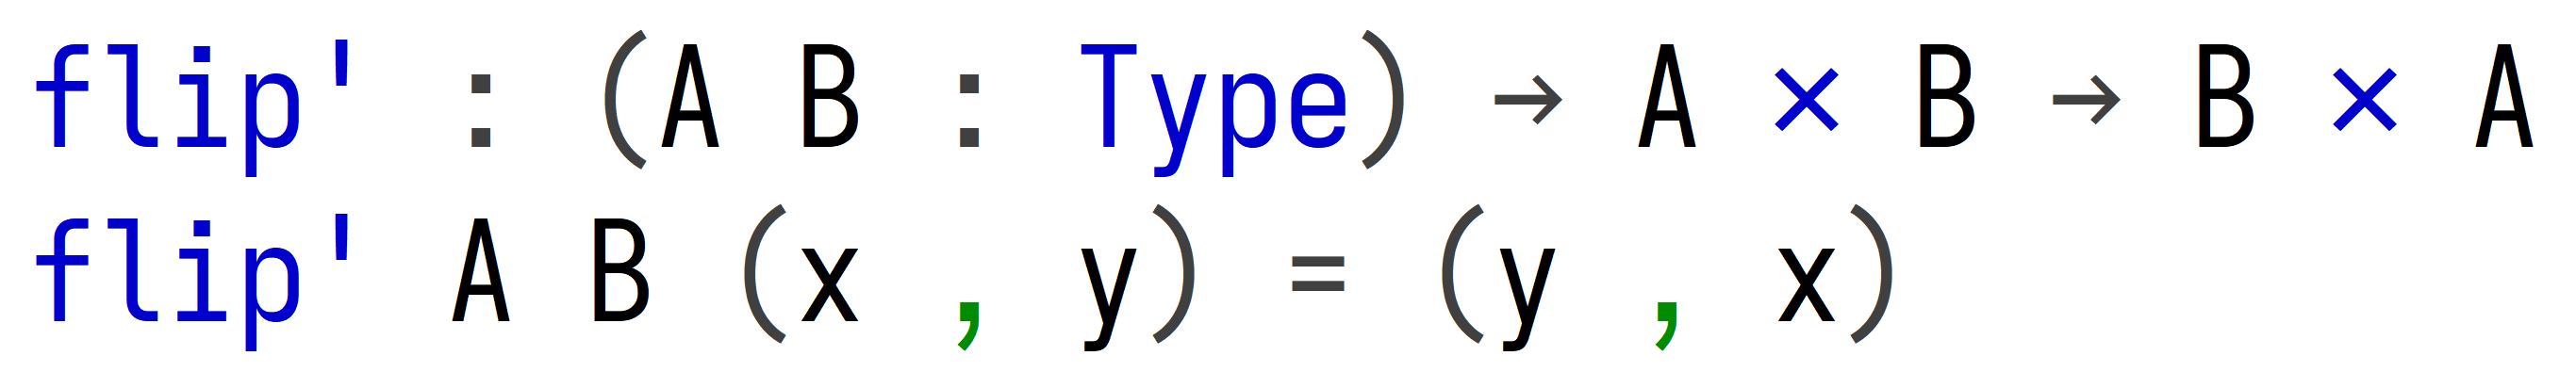 flip' : (A B : Type) → A × B → B × A
flip' A B (x , y) = (y , x)